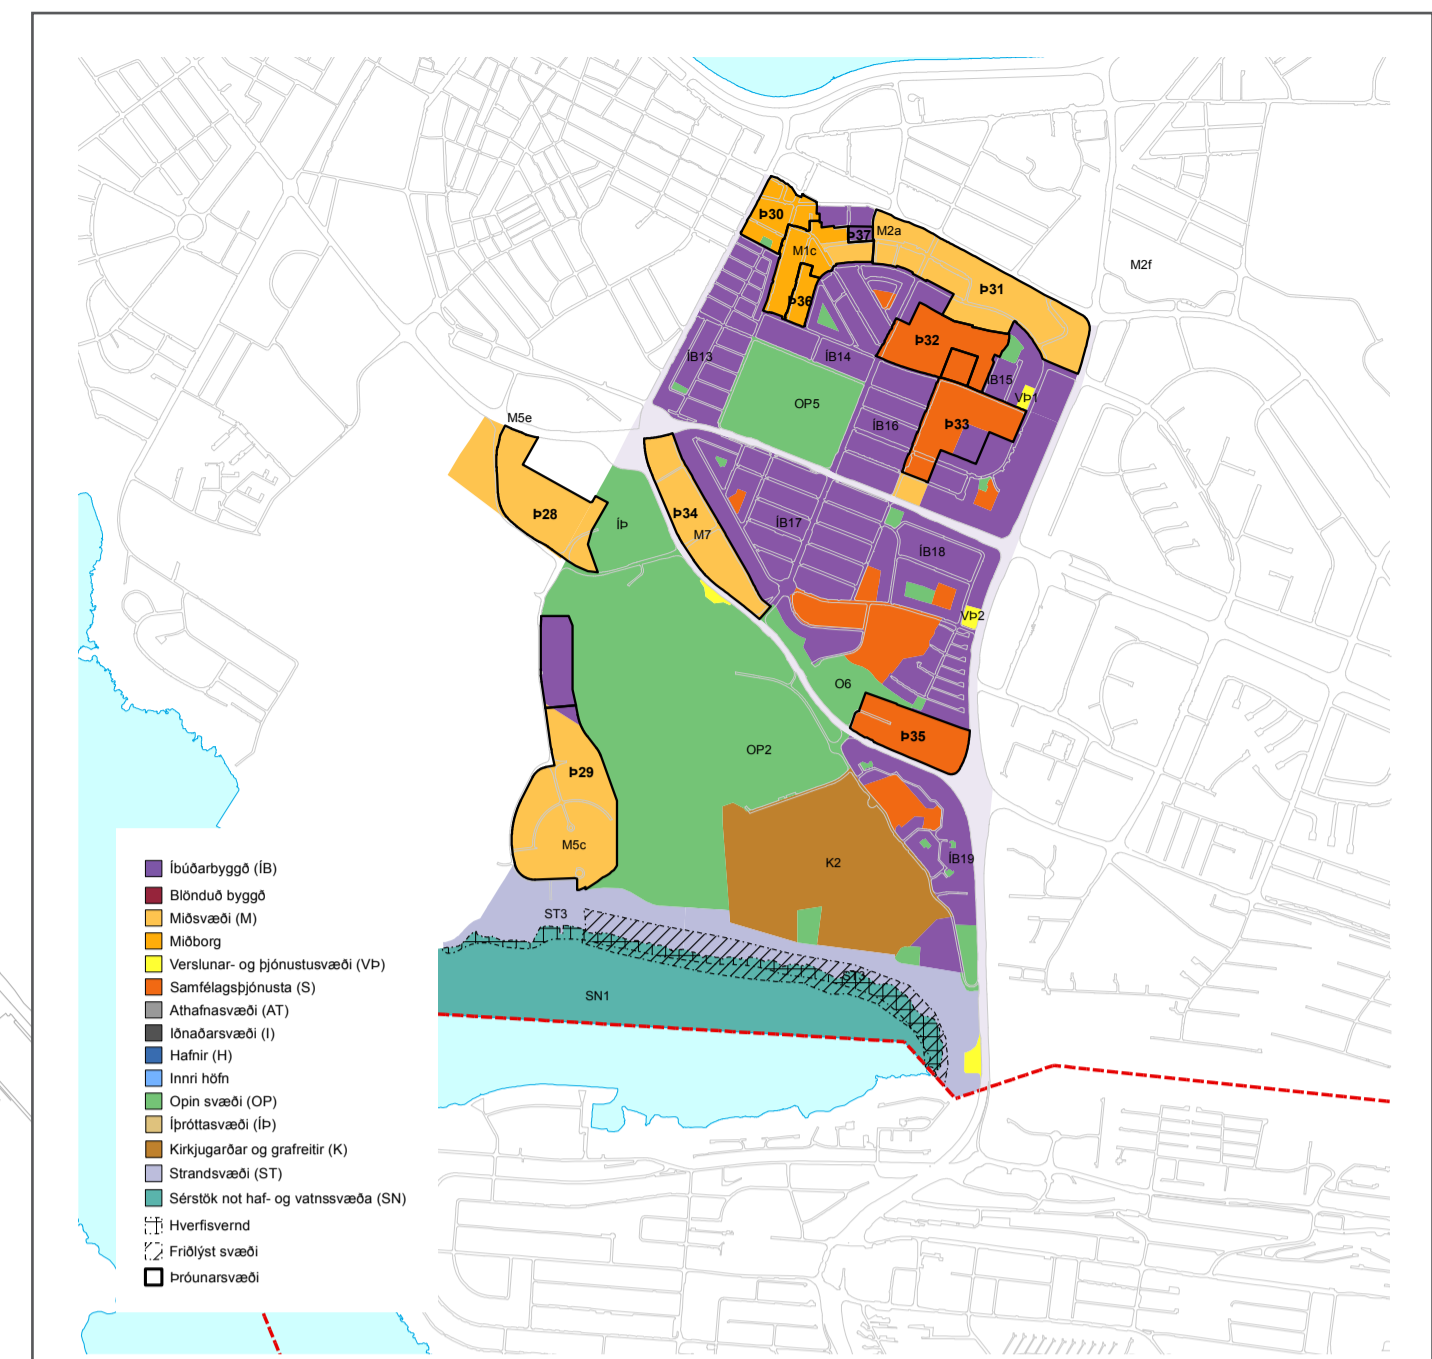 Þ30
Þ37
M2a
M1c
M2f
Þ31
Þ36
Þ32
ÍB13
ÍB14
ÍB15
VÞ1
OP5
M5e
ÍB16
Þ33
Þ28
ÍÞ
Þ34
M7
ÍB17
ÍB18
VÞ2
O6
Þ35
OP2
Þ29
M5c
K2
ÍB19
ST3
ST3
SN1
Íbúðarbyggð (ÍB)
Blönduð byggð
Miðsvæði (M)
Miðborg
Verslunar- og þjónustusvæði (VÞ)
Samfélagsþjónusta (S)
Athafnasvæði (AT)
Iðnaðarsvæði (I)
Hafnir (H)
Innri höfn
Opin svæði (OP)
Íþróttasvæði (ÍÞ)
Kirkjugarðar og grafreitir (K)
Strandsvæði (ST)
Sérstök not haf- og vatnssvæða (SN)
Hverfisvernd
Friðlýst svæði
Þróunarsvæði